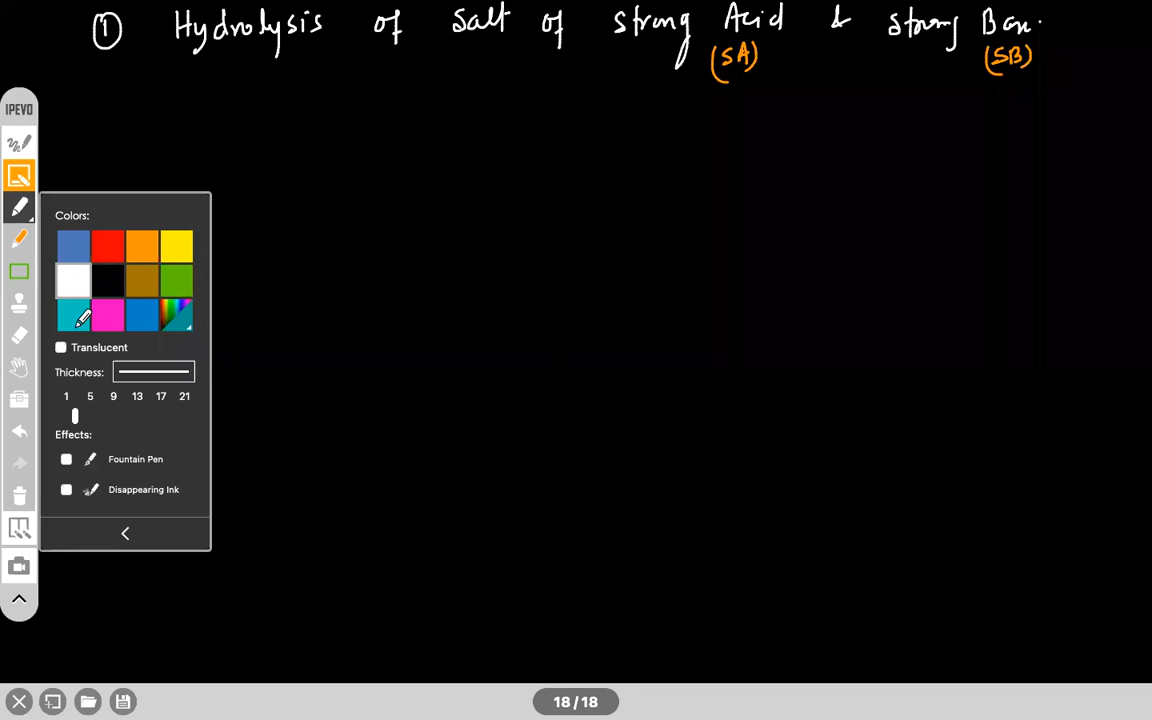 ① Hydrolysis of Salt of strong Acid & strong Base
(SA) (SB)
IPEVO
Colors:
Translucent
Thickness:
1 5 9 13 17 21
Effects:
Fountain Pen
Disappearing Ink
18/18